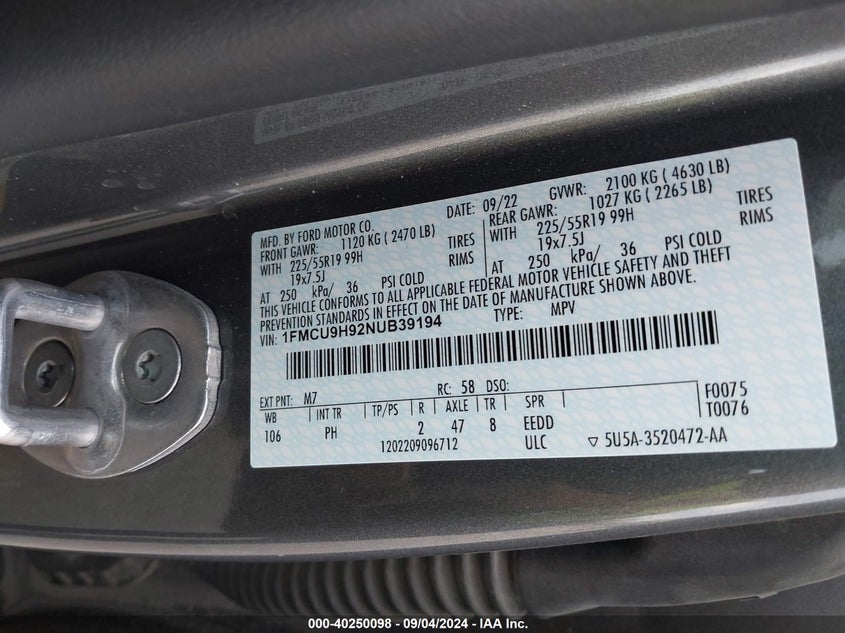 MFD. BY FORD MOTOR CO. DATE: 09/22 GVWR: 2100 KG ( 4630 LB)
FRONT GAWR: 1120 KG ( 2470 LB) REAR GAWR: 1027 KG ( 2265 LB)
WITH 225/55R19 99H TIRES WITH 225/55R19 99H TIRES
19x7.5J RIMS 19x7.5J RIMS
AT 250 kPa/ 36 PSI COLD AT 250 kPa/ 36 PSI COLD
THIS VEHICLE CONFORMS TO ALL APPLICABLE FEDERAL MOTOR VEHICLE SAFETY AND THEFT
PREVENTION STANDARDS IN EFFECT ON THE DATE OF MANUFACTURE SHOWN ABOVE.
VIN: 1FMCU9H92NUB39194 TYPE: MPV
EXT PNT: M7 RC: 58 DSO: F0075
WB INT TR TP/PS R AXLE TR SPR T0076
106 PH 2 47 8 EEDD
1202209096712 ULC ▽ 5U5A-3520472-AA
000-40250098 - 09/04/2024 - IAA Inc.